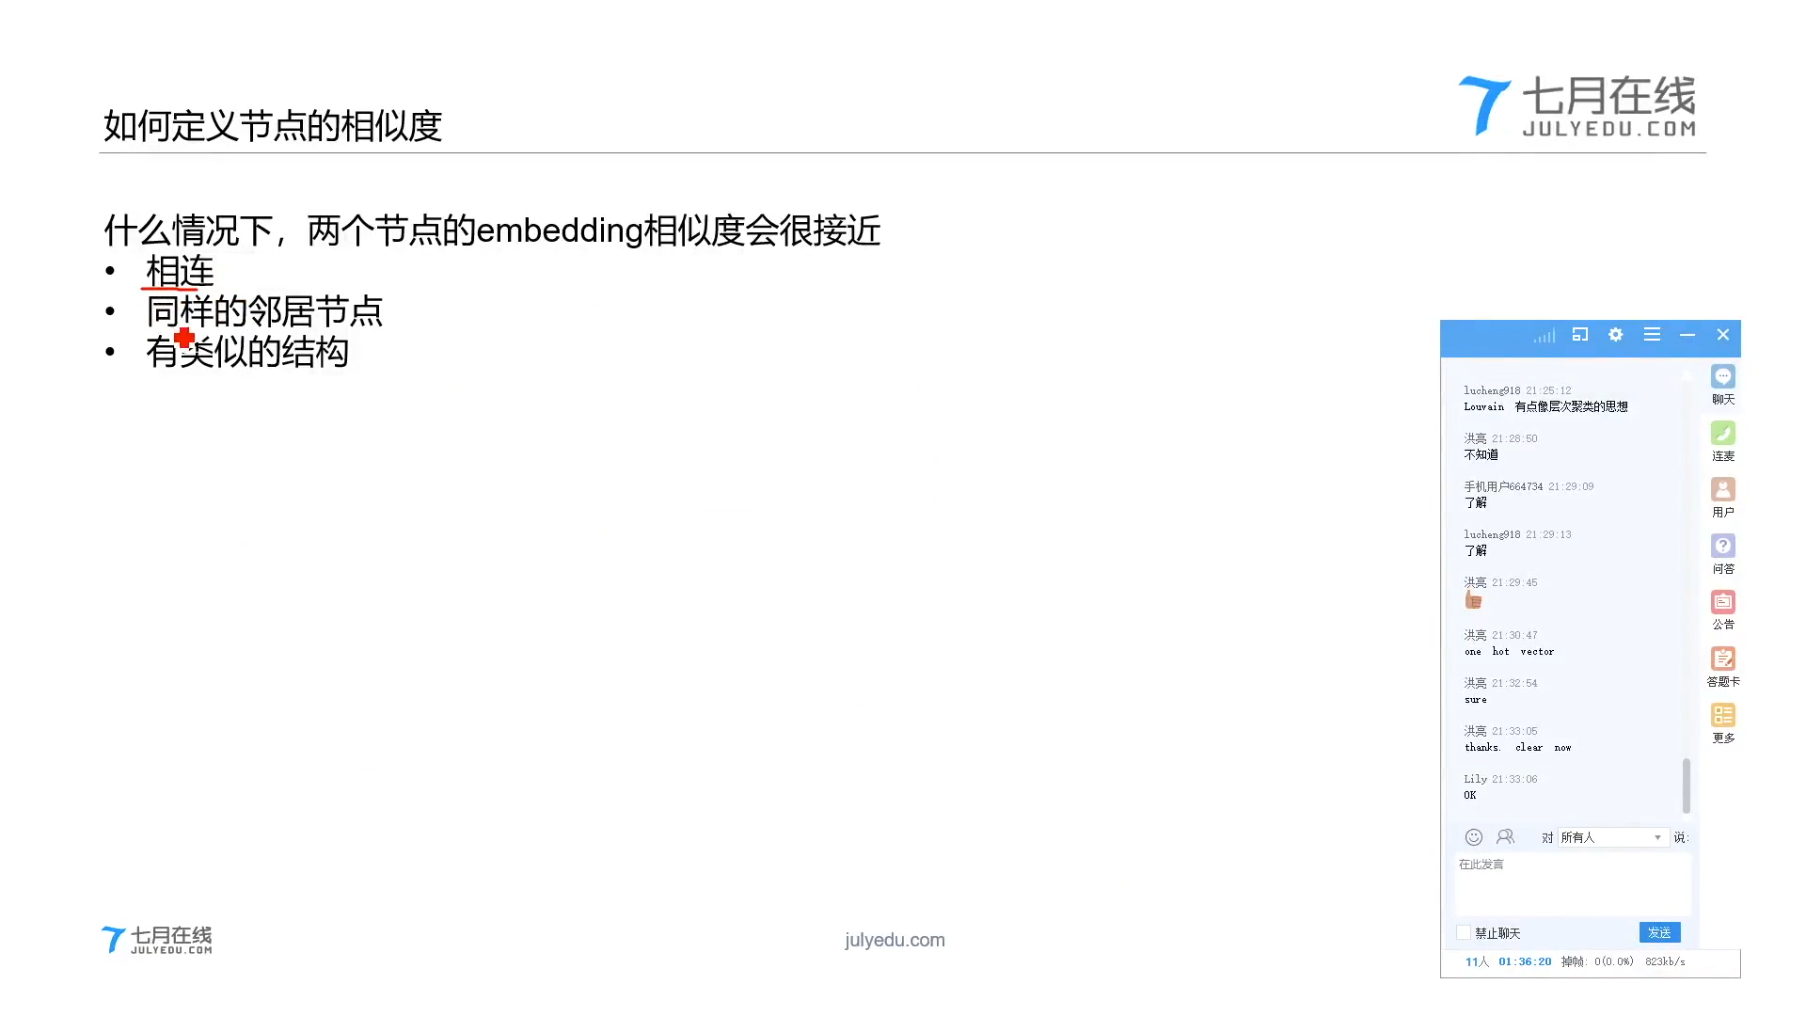 七月在线
JULYEDU.COM
如何定义节点的相似度
什么情况下，两个节点的embedding相似度会很接近
• 相连
• 同样的邻居节点
• 有类似的结构
lucheng918 21:25:12
Louvain 有点像层次聚类的思想
洪亮 21:28:50
不知道
手机用户664734 21:29:09
了解
lucheng918 21:29:13
了解
洪亮 21:29:45
洪亮 21:30:47
one hot vector
洪亮 21:32:54
sure
洪亮 21:33:05
thanks. clear now
Lily 21:33:06
OK
对 所有人 说:
在此发言
禁止聊天 发送
11人 01:36:20 掉帧: 0(0.0%) 823kb/s
聊天
连麦
用户
问答
公告
答题卡
更多
七月在线
JULYEDU.COM
julyedu.com